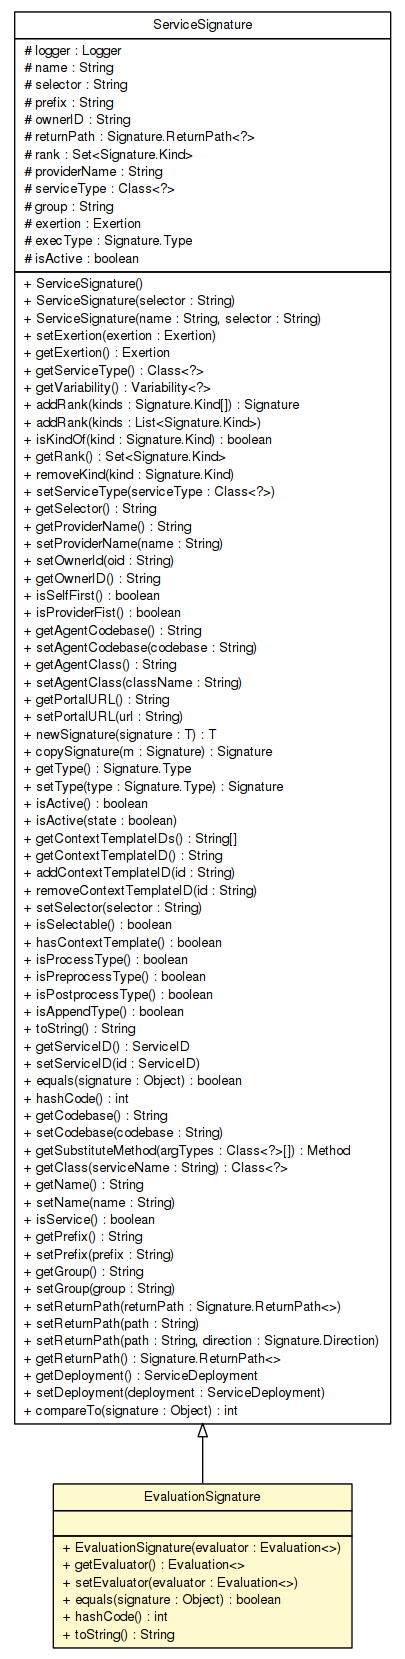 ServiceSignature
# logger : Logger
# name : String
# selector : String
# prefix : String
# ownerID : String
# returnPath : Signature.ReturnPath<?>
# rank : Set<Signature.Kind>
# providerName : String
# serviceType : Class<?>
# group : String
# exertion : Exertion
# execType : Signature.Type
# isActive : boolean
+ ServiceSignature()
+ ServiceSignature(selector : String)
+ ServiceSignature(name : String, selector : String)
+ setExertion(exertion : Exertion)
+ getExertion() : Exertion
+ getServiceType() : Class<?>
+ getVariability() : Variability<?>
+ addRank(kinds : Signature.Kind[]) : Signature
+ addRank(kinds : List<Signature.Kind>)
+ isKindOf(kind : Signature.Kind) : boolean
+ getRank() : Set<Signature.Kind>
+ removeKind(kind : Signature.Kind)
+ setServiceType(serviceType : Class<?>)
+ getSelector() : String
+ getProviderName() : String
+ setProviderName(name : String)
+ setOwnerId(oid : String)
+ getOwnerID() : String
+ isSelfFirst() : boolean
+ isProviderFist() : boolean
+ getAgentCodebase() : String
+ setAgentCodebase(codebase : String)
+ getAgentClass() : String
+ setAgentClass(className : String)
+ getPortalURL() : String
+ setPortalURL(url : String)
+ newSignature(signature : T) : T
+ copySignature(m : Signature) : Signature
+ getType() : Signature.Type
+ setType(type : Signature.Type) : Signature
+ isActive() : boolean
+ isActive(state : boolean)
+ getContextTemplateIDs() : String[]
+ getContextTemplateID() : String
+ addContextTemplateID(id : String)
+ removeContextTemplateID(id : String)
+ setSelector(selector : String)
+ isSelectable() : boolean
+ hasContextTemplate() : boolean
+ isProcessType() : boolean
+ isPreprocessType() : boolean
+ isPostprocessType() : boolean
+ isAppendType() : boolean
+ toString() : String
+ getServiceID() : ServiceID
+ setServiceID(id : ServiceID)
+ equals(signature : Object) : boolean
+ hashCode() : int
+ getCodebase() : String
+ setCodebase(codebase : String)
+ getSubstituteMethod(argTypes : Class<?>[]) : Method
+ getClass(serviceName : String) : Class<?>
+ getName() : String
+ setName(name : String)
+ isService() : boolean
+ getPrefix() : String
+ setPrefix(prefix : String)
+ getGroup() : String
+ setGroup(group : String)
+ setReturnPath(returnPath : Signature.ReturnPath<>)
+ setReturnPath(path : String)
+ setReturnPath(path : String, direction : Signature.Direction)
+ getReturnPath() : Signature.ReturnPath<>
+ getDeployment() : ServiceDeployment
+ setDeployment(deployment : ServiceDeployment)
+ compareTo(signature : Object) : int
EvaluationSignature
+ EvaluationSignature(evaluator : Evaluation<>)
+ getEvaluator() : Evaluation<>
+ setEvaluator(evaluator : Evaluation<>)
+ equals(signature : Object) : boolean
+ hashCode() : int
+ toString() : String